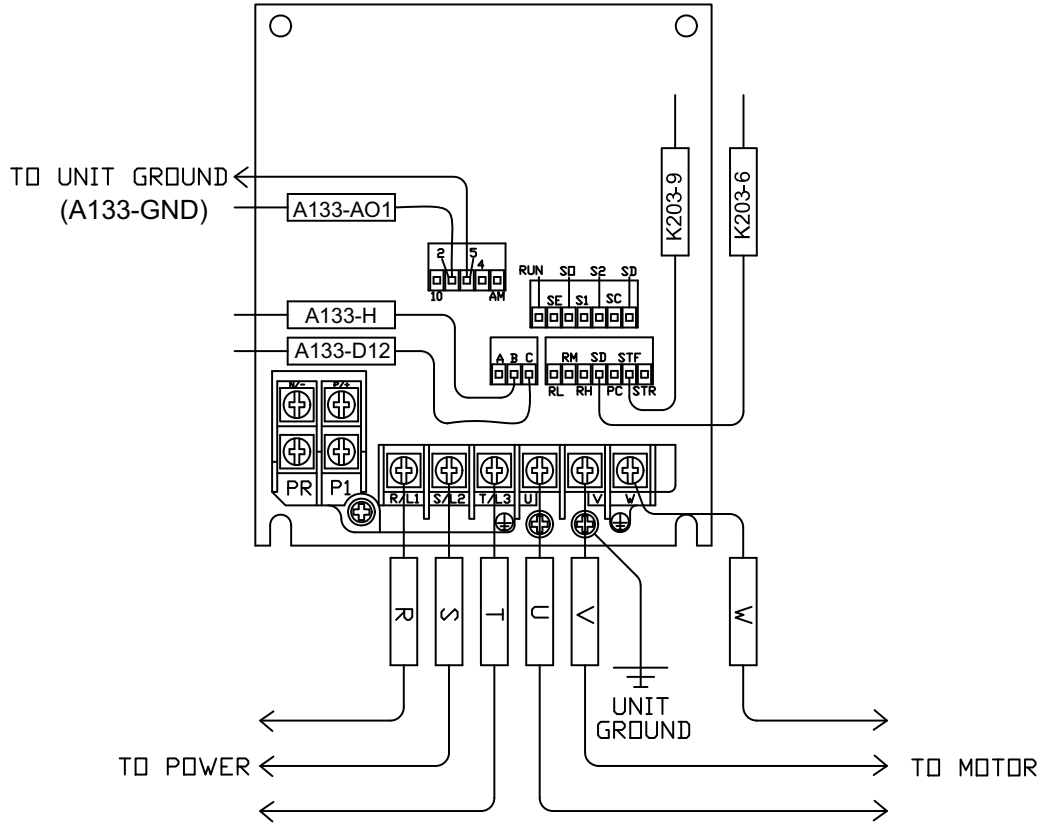 TO UNIT GROUND
(A133-GND)
A133-AO1
K203-9
K203-6
2 5
4
10 AM
RUN SO S2 SD
SE S1 SC
A133-H
A133-D12
A B C
RM SD STF
RL RH PC STR
N/- P/+
PR P1
R/L1 S/L2 T/L3 U V W
R S T U V W
UNIT
GROUND
TO POWER
TO MOTOR